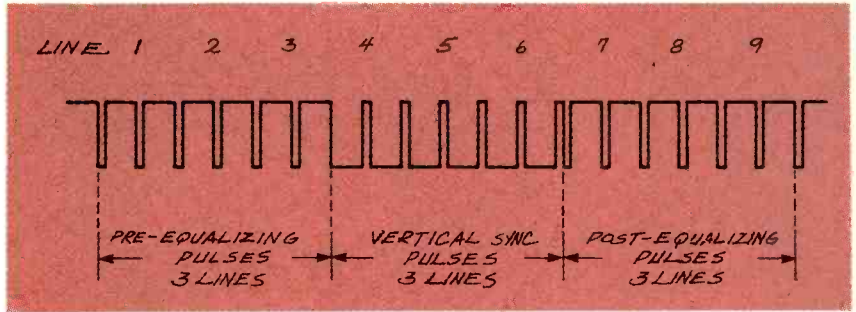 LINE 1 2 3 4 5 6 7 8 9
PRE-EQUALIZING VERTICAL SYNC POST-EQUALIZING
PULSES PULSES PULSES
3 LINES 3 LINES 3 LINES